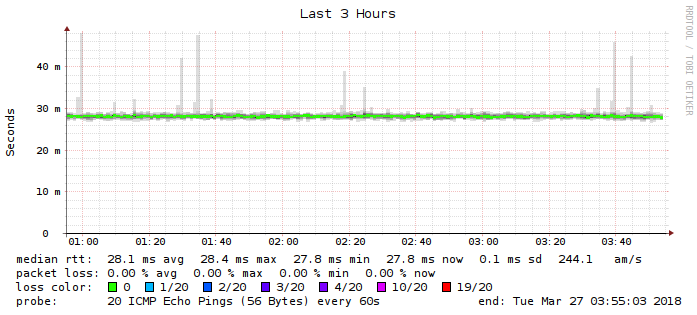 Last 3 Hours
RRDTOOL / TOBI OETIKER
Seconds
40 m
30 m
20 m
10 m
0
01:00 01:20 01:40 02:00 02:20 02:40 03:00 03:20 03:40
median rtt: 28.1 ms avg 28.4 ms max 27.8 ms min 27.8 ms now 0.1 ms sd 244.1 am/s
packet loss: 0.00 % avg 0.00 % max 0.00 % min 0.00 % now
loss color: 0 1/20 2/20 3/20 4/20 10/20 19/20
probe: 20 ICMP Echo Pings (56 Bytes) every 60s end: Tue Mar 27 03:55:03 2018